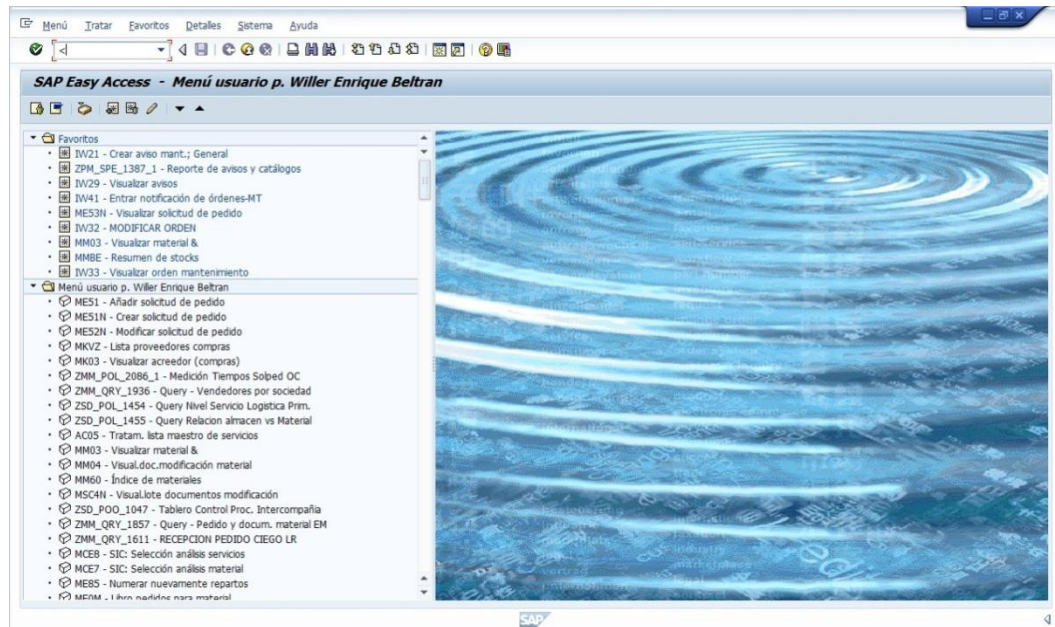 Menú Tratar Favoritos Detalles Sistema Ayuda
SAP Easy Access - Menú usuario p. Willer Enrique Beltran
Favoritos
IW21 - Crear aviso mant.; General
ZPM_SPE_1387_1 - Reporte de avisos y catálogos
IW29 - Visualizar avisos
IW41 - Entrar notificación de órdenes-MT
ME53N - Visualizar solicitud de pedido
IW32 - MODIFICAR ORDEN
MM03 - Visualizar material &
MMBE - Resumen de stocks
IW33 - Visualizar orden mantenimiento
Menú usuario p. Willer Enrique Beltran
ME51 - Añadir solicitud de pedido
ME51N - Crear solicitud de pedido
ME52N - Modificar solicitud de pedido
MKVZ - Lista proveedores compras
MK03 - Visualizar acreedor (compras)
ZMM_POL_2086_1 - Medición Tiempos Solped OC
ZMM_QRY_1936 - Query - Vendedores por sociedad
ZSD_POL_1454 - Query Nivel Servicio Logistica Prim.
ZSD_POL_1455 - Query Relacion almacen vs Material
AC05 - Tratam. lista maestro de servicios
MM03 - Visualizar material &
MM04 - Visual.doc.modificación material
MM60 - Índice de materiales
MSC4N - Visual.lote documentos modificación
ZSD_POO_1047 - Tablero Control Proc. Intercompañia
ZMM_QRY_1857 - Query - Pedido y docum. material EM
ZMM_QRY_1611 - RECEPCION PEDIDO CIEGO LR
MCE8 - SIC: Selección análisis servicios
MCE7 - SIC: Selección análisis material
ME85 - Numerar nuevamente repartos
ME0M - Libro pedidos para material
SAP